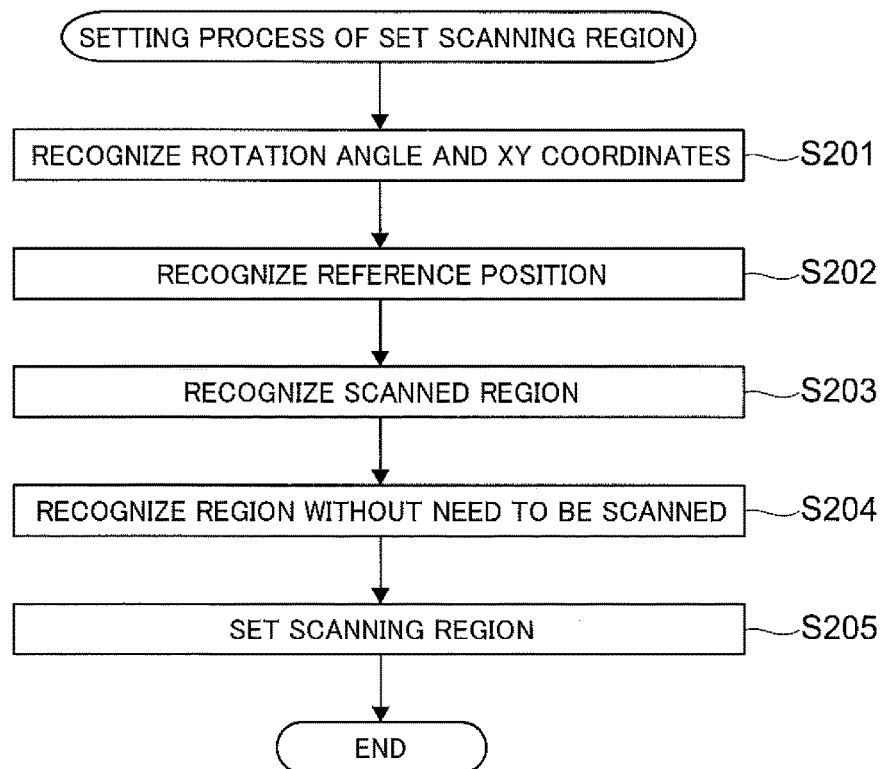 SETTING PROCESS OF SET SCANNING REGION
RECOGNIZE ROTATION ANGLE AND XY COORDINATES S201
RECOGNIZE REFERENCE POSITION S202
RECOGNIZE SCANNED REGION S203
RECOGNIZE REGION WITHOUT NEED TO BE SCANNED S204
SET SCANNING REGION S205
END